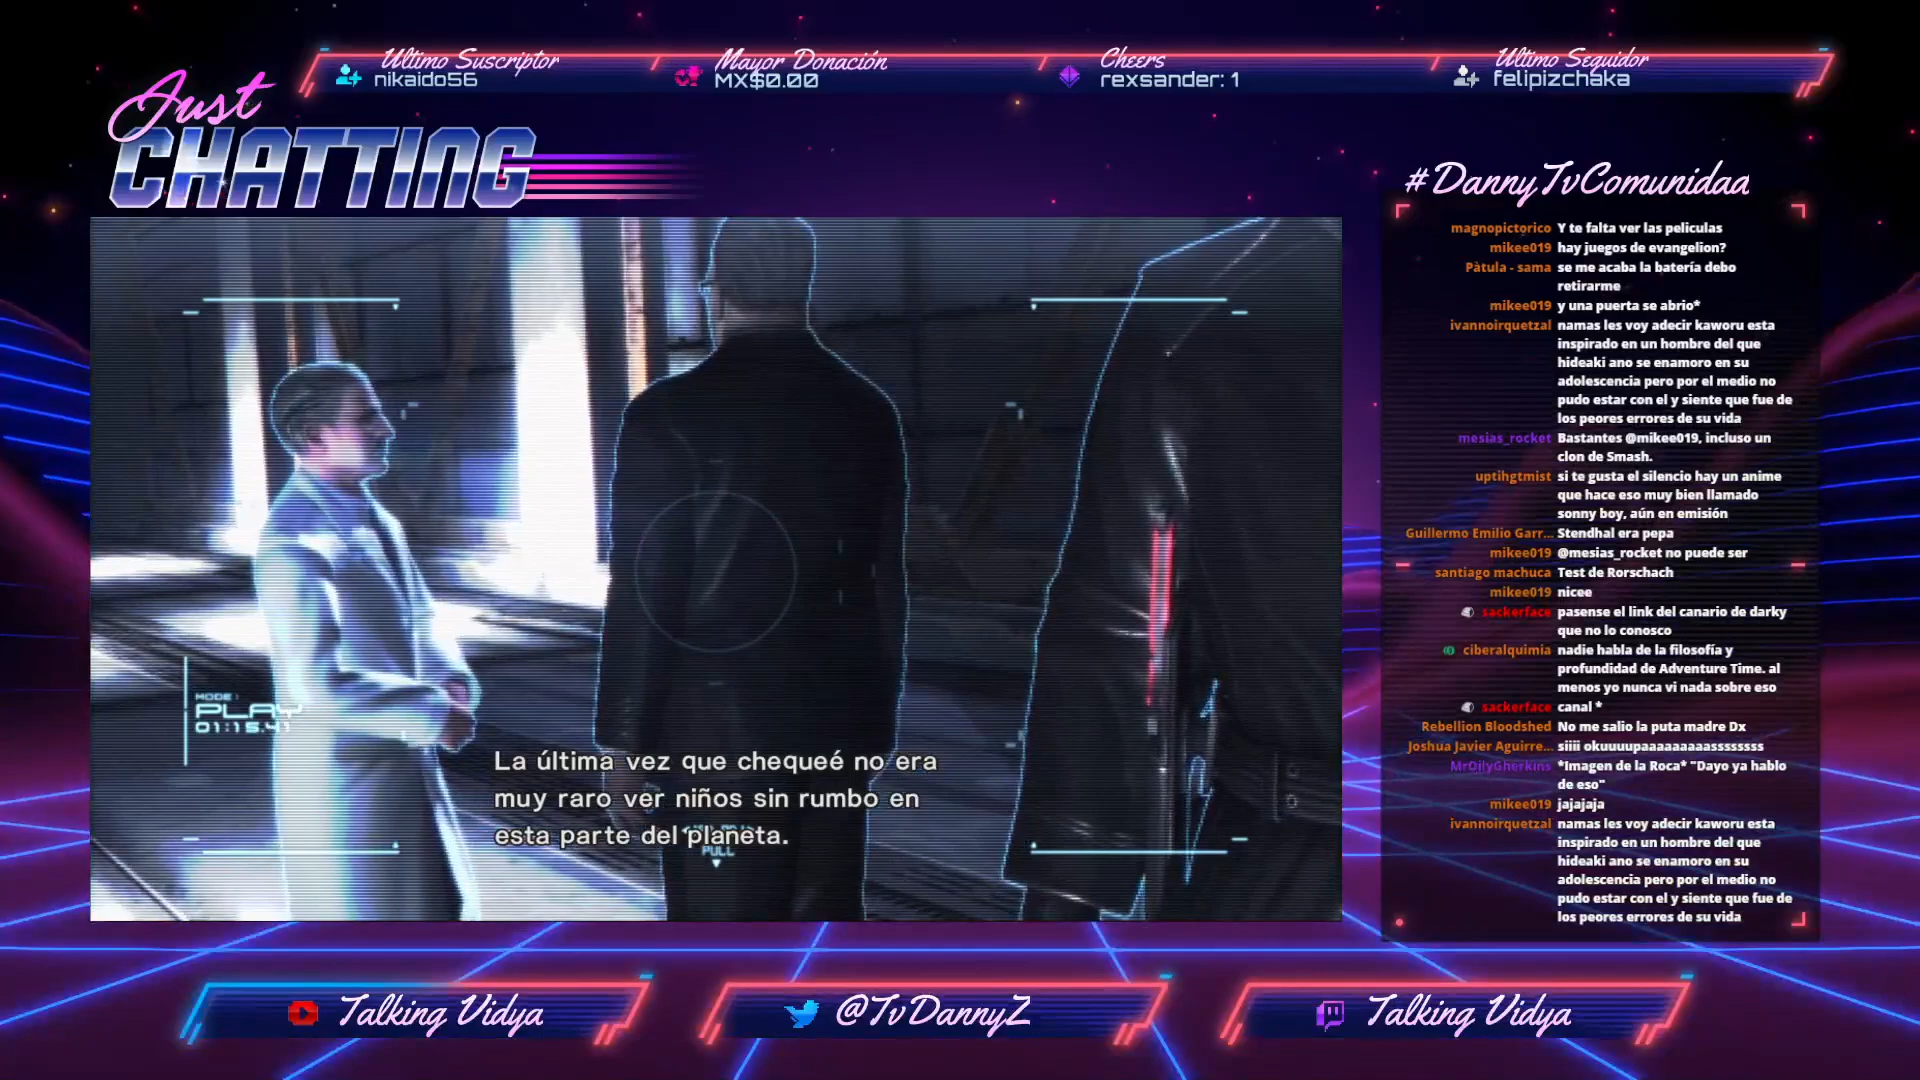 Ultimo Suscriptor
nikaido56
Mayor Donación
MX$0.00
Cheers
rexsander: 1
Ultimo Seguidor
felipizchaka
Just
CHATTING
#DannyTvComunidad
magnopictorico Y te falta ver las peliculas
mikee019 hay juegos de evangelion?
Pàtula - sama se me acaba la batería debo
retirarme
mikee019 y una puerta se abrio*
ivannoirquetzal namas les voy adecir kaworu esta
inspirado en un hombre del que
hideaki ano se enamoro en su
adolescencia pero por el medio no
pudo estar con el y siente que fue de
los peores errores de su vida
mesias_rocket Bastantes @mikee019, incluso un
clon de Smash.
uptihgtmist si te gusta el silencio hay un anime
que hace eso muy bien llamado
sonny boy, aún en emisión
Guillermo Emilio Garr... Stendhal era pepa
mikee019 @mesias_rocket no puede ser
santiago machuca Test de Rorschach
mikee019 nicee
sackerface pasense el link del canario de darky
que no lo conosco
ciberalquimia nadie habla de la filosofía y
profundidad de Adventure Time. al
menos yo nunca vi nada sobre eso
sackerface canal *
Rebellion Bloodshed No me salio la puta madre Dx
Joshua Javier Aguirre... siiii okuuuupaaaaaaaaassssssss
MrOilyGherkins *Imagen de la Roca* "Dayo ya hablo
de eso"
mikee019 jajajaja
ivannoirquetzal namas les voy adecir kaworu esta
inspirado en un hombre del que
hideaki ano se enamoro en su
adolescencia pero por el medio no
pudo estar con el y siente que fue de
los peores errores de su vida
MODE:
PLAY
01:15.41
La última vez que chequeé no era
muy raro ver niños sin rumbo en
esta parte del planeta.
PULL
Talking Vidya
@TvDannyZ
Talking Vidya